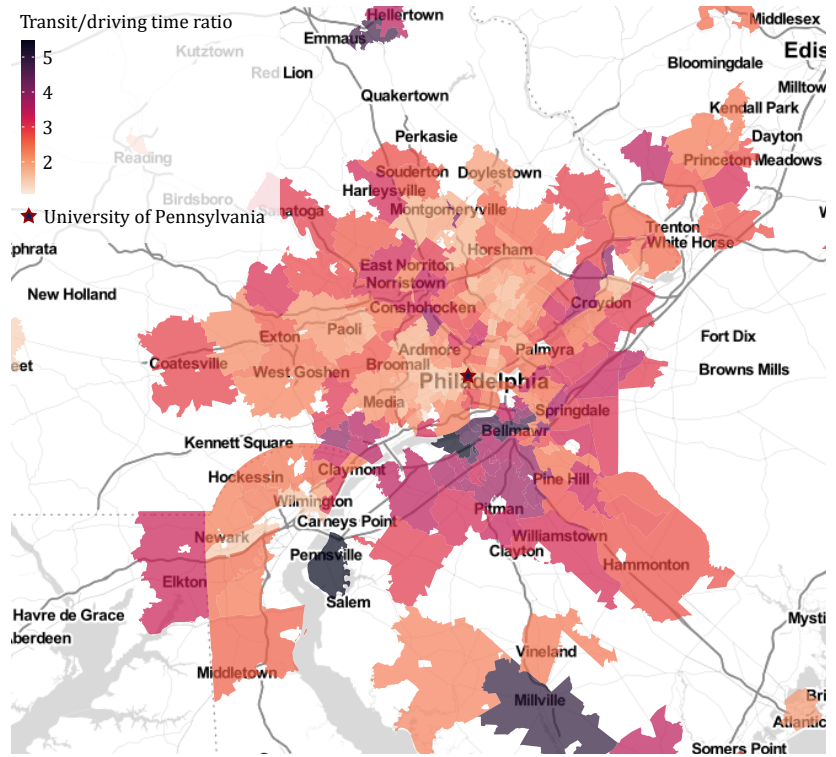 Transit/driving time ratio
5
4
3
2
University of Pennsylvania
Hellertown
Emmaus
Middlesex
Edis
Kutztown
Bloomingdale
Red Lion
Milltow
Quakertown
Kendall Park
Perkasie
Dayton
Reading
Souderton
Doylestown
Princeton Meadows
Harleysville
Birdsboro
Sanatoga
Montgomeryville
Trenton
White Horse
phrata
Horsham
East Norriton
Norristown
New Holland
Conshohocken
Croydon
Exton
Paoli
Fort Dix
Ardmore
Palmyra
eet
Coatesville
Broomall
West Goshen
Browns Mills
Philadelphia
Media
Springdale
Bellmawr
Kennett Square
Hockessin
Claymont
Pine Hill
Wilmington
Pitman
Carneys Point
Newark
Williamstown
Pennsville
Clayton
Elkton
Hammonton
Salem
Havre de Grace
Mysti
berdeen
Vineland
Middletown
Millville
Bri
Atlantic
Somers Point